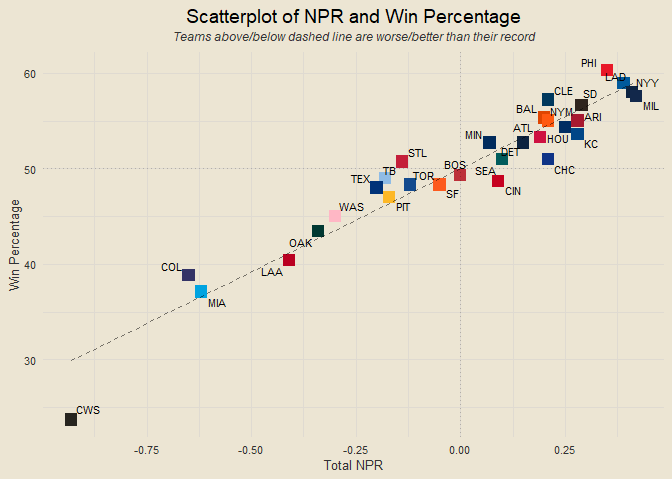 Scatterplot of NPR and Win Percentage
Teams above/below dashed line are worse/better than their record
Win Percentage
60
50
40
30
PHI
LAD
NYY
CLE
SD
MIL
BAL
NYM
ARI
MIN
ATL
HOU
KC
STL
DET
CHC
BOS
SEA
TEX
TB
TOR
CIN
PIT
SF
WAS
OAK
COL
LAA
MIA
CWS
-0.75
-0.50
-0.25
0.00
0.25
Total NPR